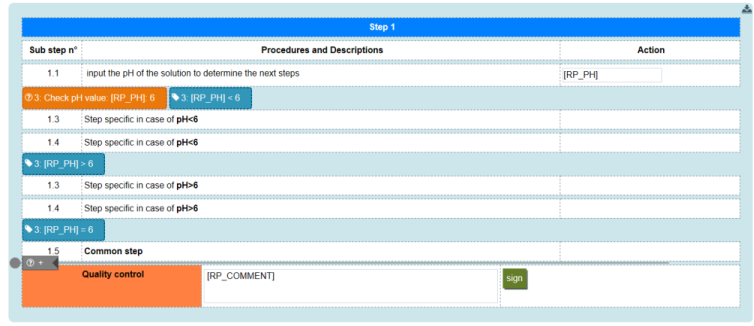 Step 1
Sub step n° Procedures and Descriptions Action
1.1 input the pH of the solution to determine the next steps [RP_PH]
3: Check pH value: [RP_PH]: 6 3: [RP_PH] < 6
1.3 Step specific in case of pH<6
1.4 Step specific in case of pH<6
3: [RP_PH] > 6
1.3 Step specific in case of pH>6
1.4 Step specific in case of pH>6
3: [RP_PH] = 6
1.5 Common step
+
Quality control [RP_COMMENT] sign